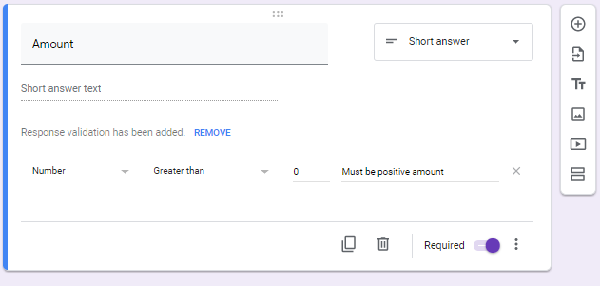 Amount
Short answer
Short answer text
Response valication has been added. REMOVE
Number Greater than 0 Must be positive amount
Required